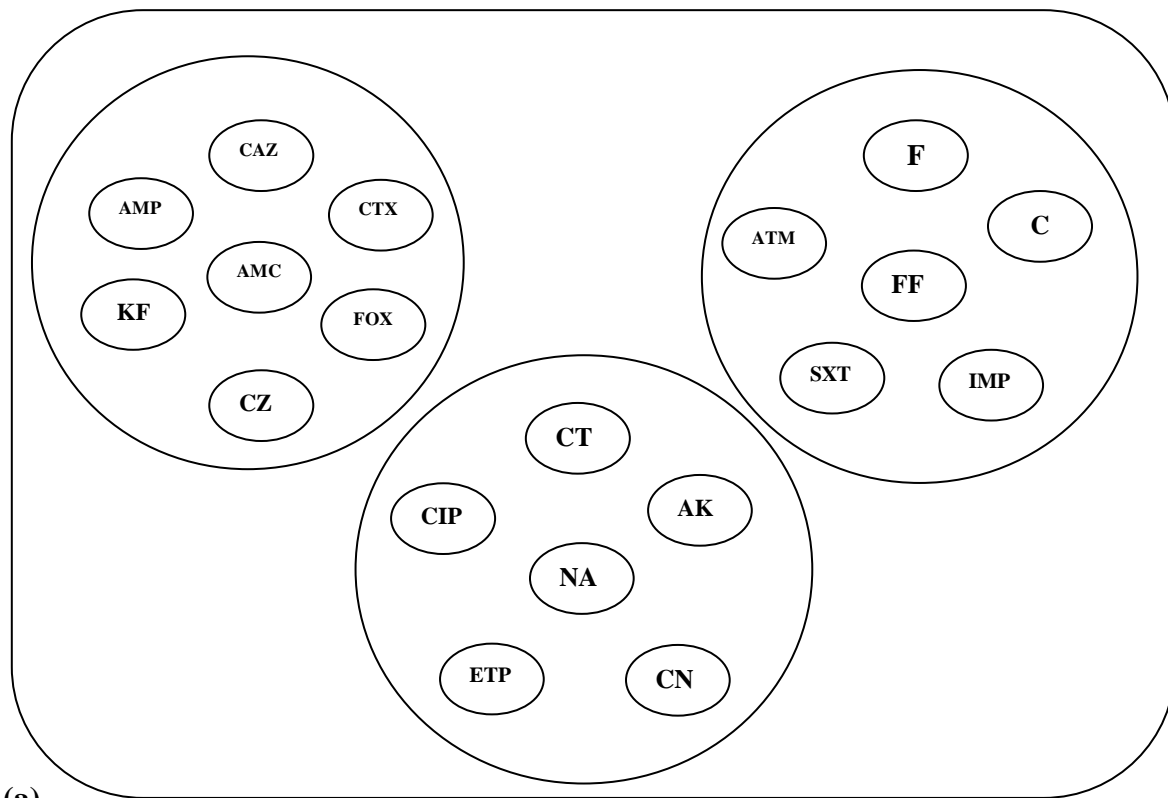 CAZ
AMP
CTX
AMC
KF
FOX
CZ
F
C
ATM
FF
SXT
IMP
CT
CIP
AK
NA
ETP
CN
(a)